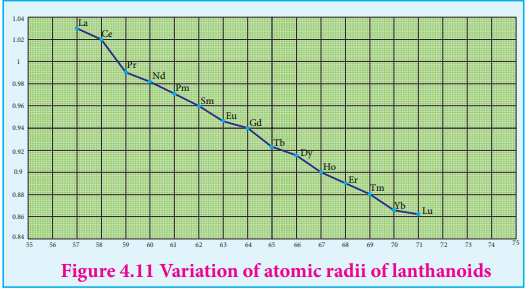 1.04
La
Ce
1.02
1
Pr
Nd
0.98
Pm
Sm
0.96
Eu
Gd
0.94
Tb
Dy
0.92
Ho
0.9
Er
Tm
0.88
Yb
Lu
0.86
0.84
55 56 57 58 59 60 61 62 63 64 65 66 67 68 69 70 71 72 73 74 75
Figure 4.11 Variation of atomic radii of lanthanoids